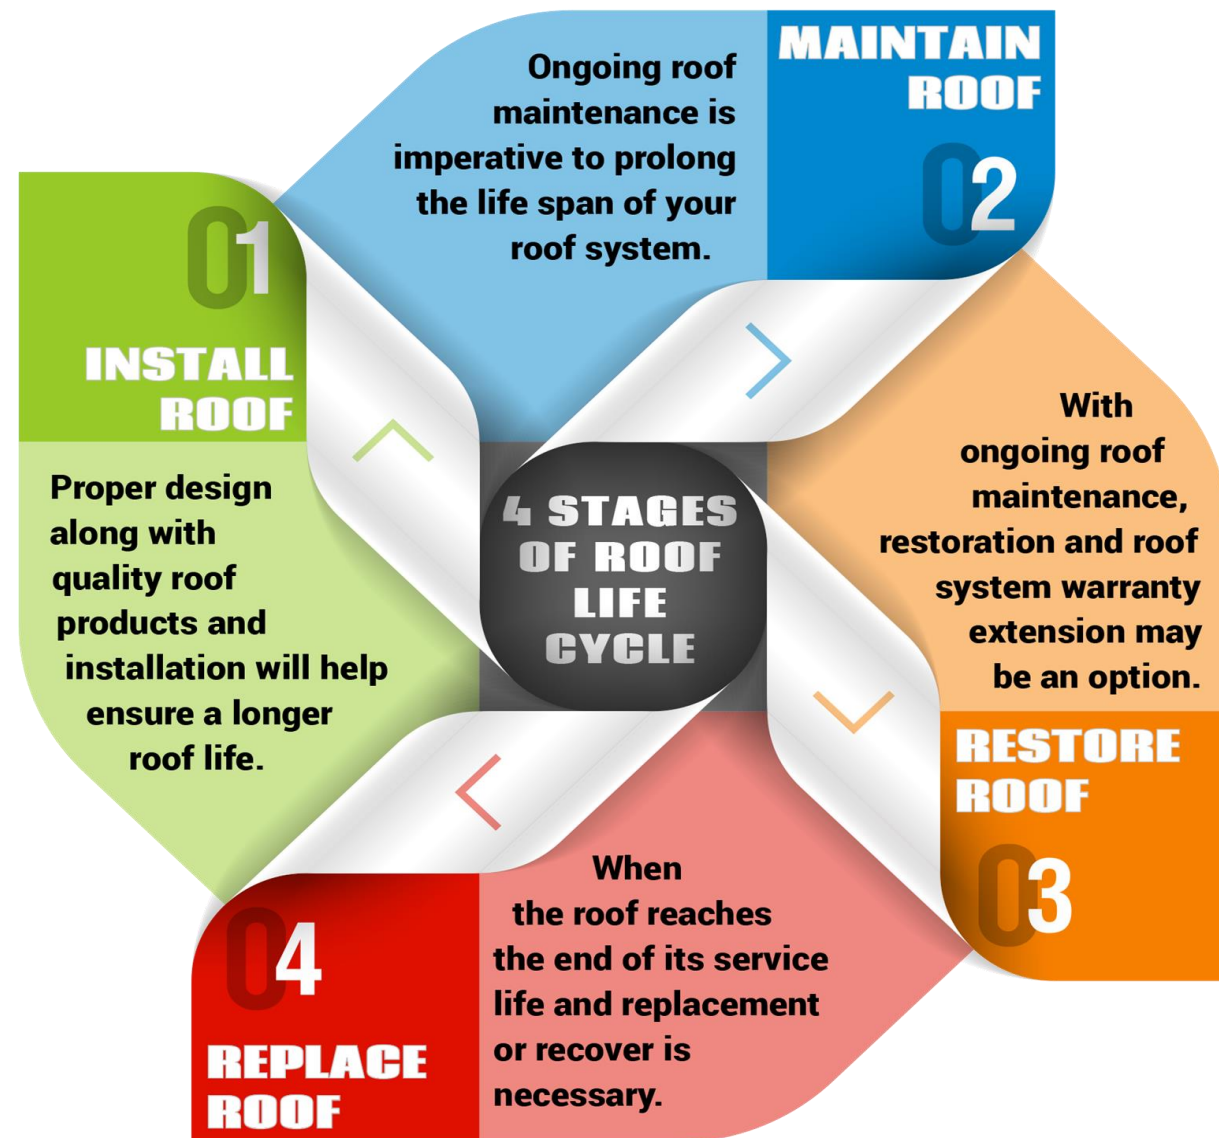 01
INSTALL
ROOF
Proper design
along with
quality roof
products and
installation will help
ensure a longer
roof life.
MAINTAIN
ROOF
02
Ongoing roof
maintenance is
imperative to prolong
the life span of your
roof system.
With
ongoing roof
maintenance,
restoration and roof
system warranty
extension may
be an option.
RESTORE
ROOF
03
04
REPLACE
ROOF
When
the roof reaches
the end of its service
life and replacement
or recover is
necessary.
4 STAGES
OF ROOF
LIFE
CYCLE